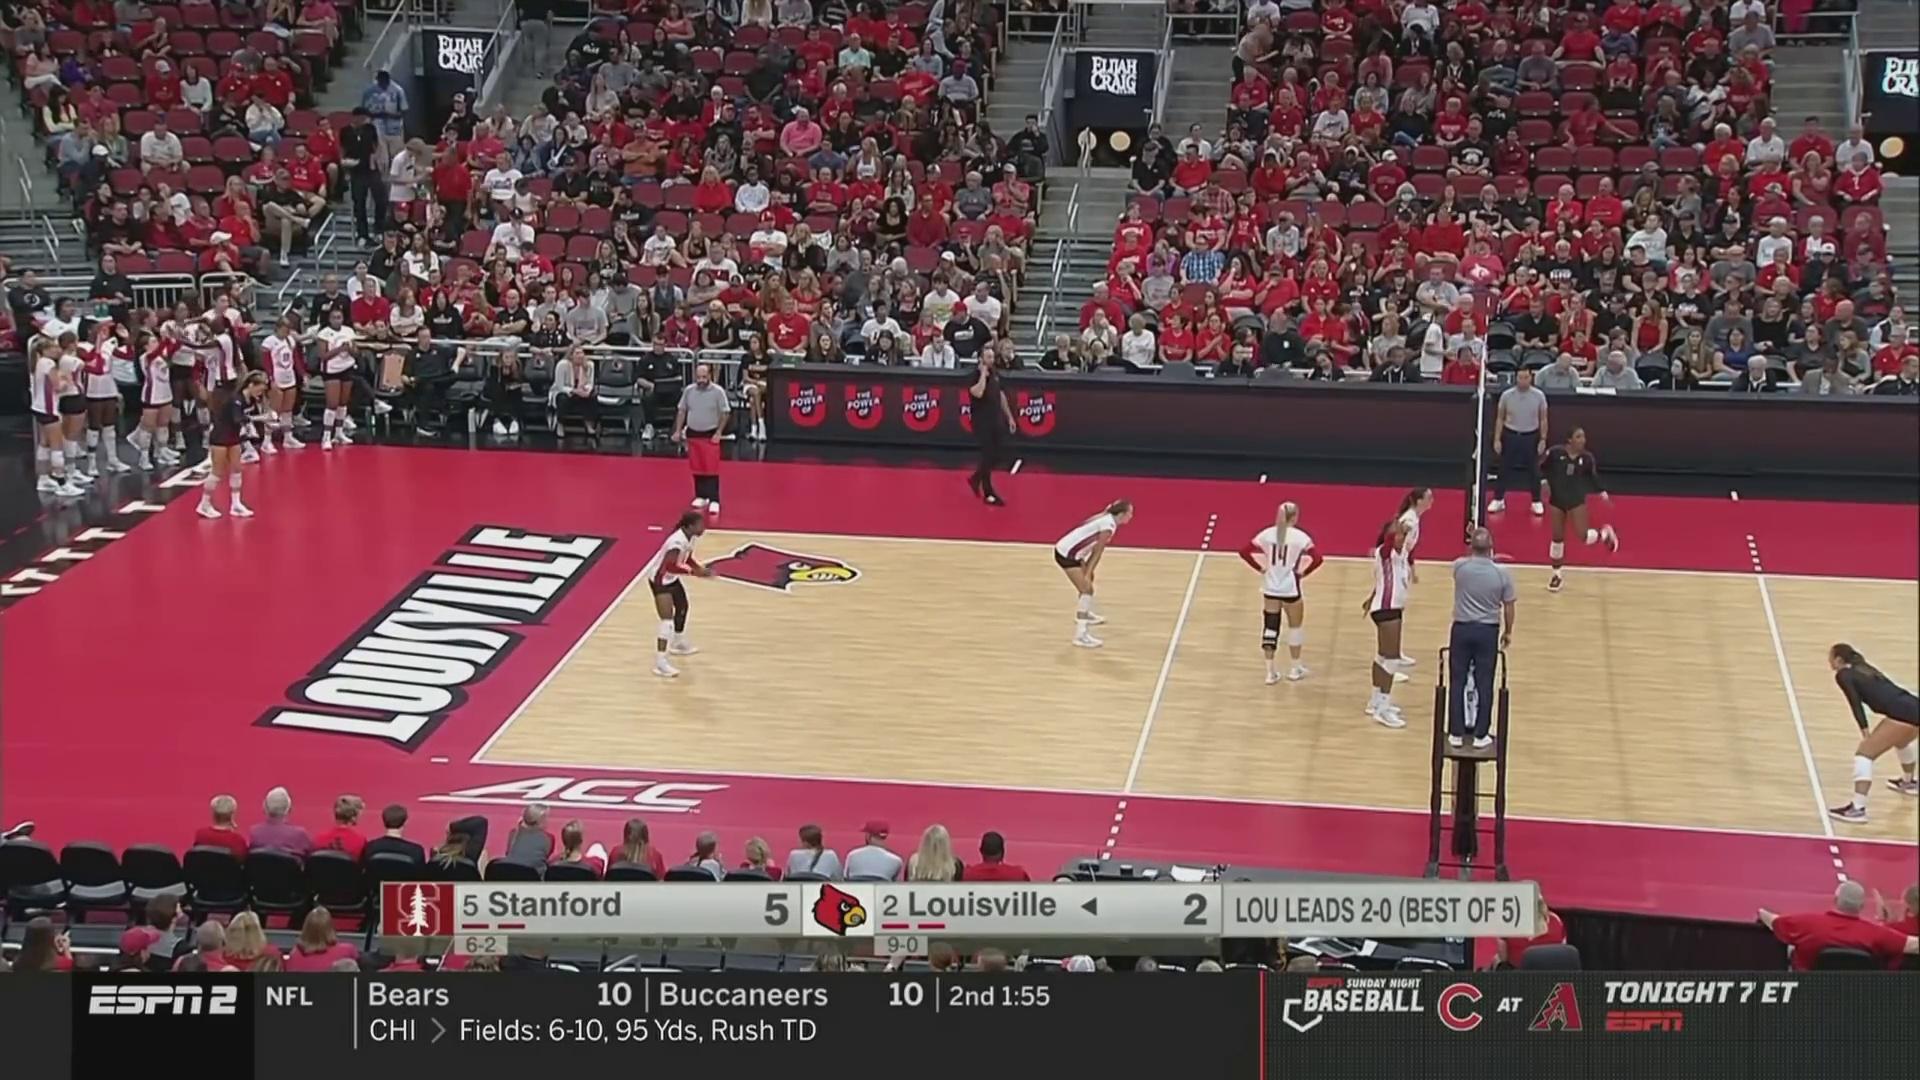 ELIJAH
CRAIG
ELIJAH
CRAIG
THE
POWER
OF
U
THE
POWER
OF
U
THE
POWER
OF
U
THE
POWER
OF
U
14
LOUISVILLE
ACC
S
5 Stanford 5
6-2
2 Louisville ◄ 2
9-0
LOU LEADS 2-0 (BEST OF 5)
ESPN2
NFL
Bears 10
Buccaneers 10
2nd 1:55
CHI > Fields: 6-10, 95 Yds, Rush TD
ESPN SUNDAY NIGHT
BASEBALL
C AT A
TONIGHT 7 ET
ESPN